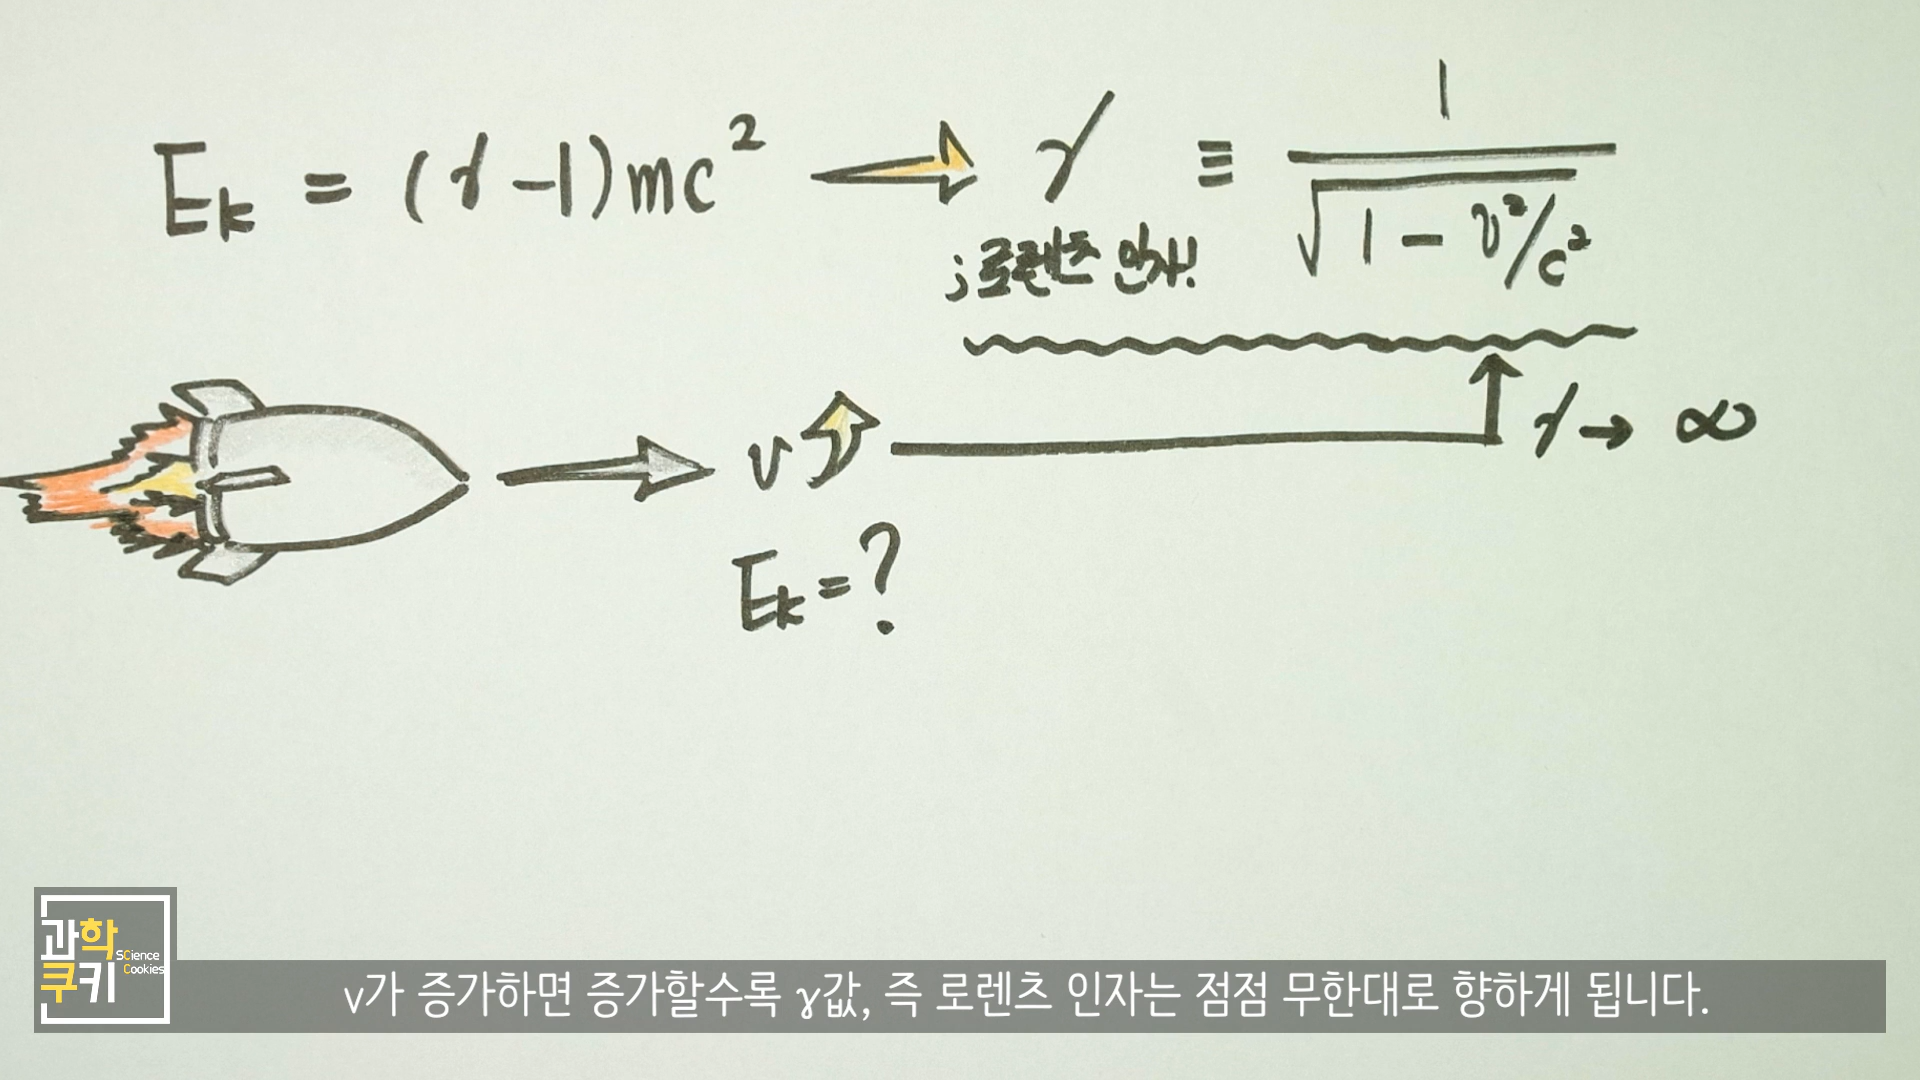 E_k = (γ-1)mc² → γ ≡ 1/√(1 - v²/c²)
; 로렌츠 인자!
v
γ → ∞
E_k = ?
과학
쿠키
SCience
Cookies
v가 증가하면 증가할수록 γ값, 즉 로렌츠 인자는 점점 무한대로 향하게 됩니다.